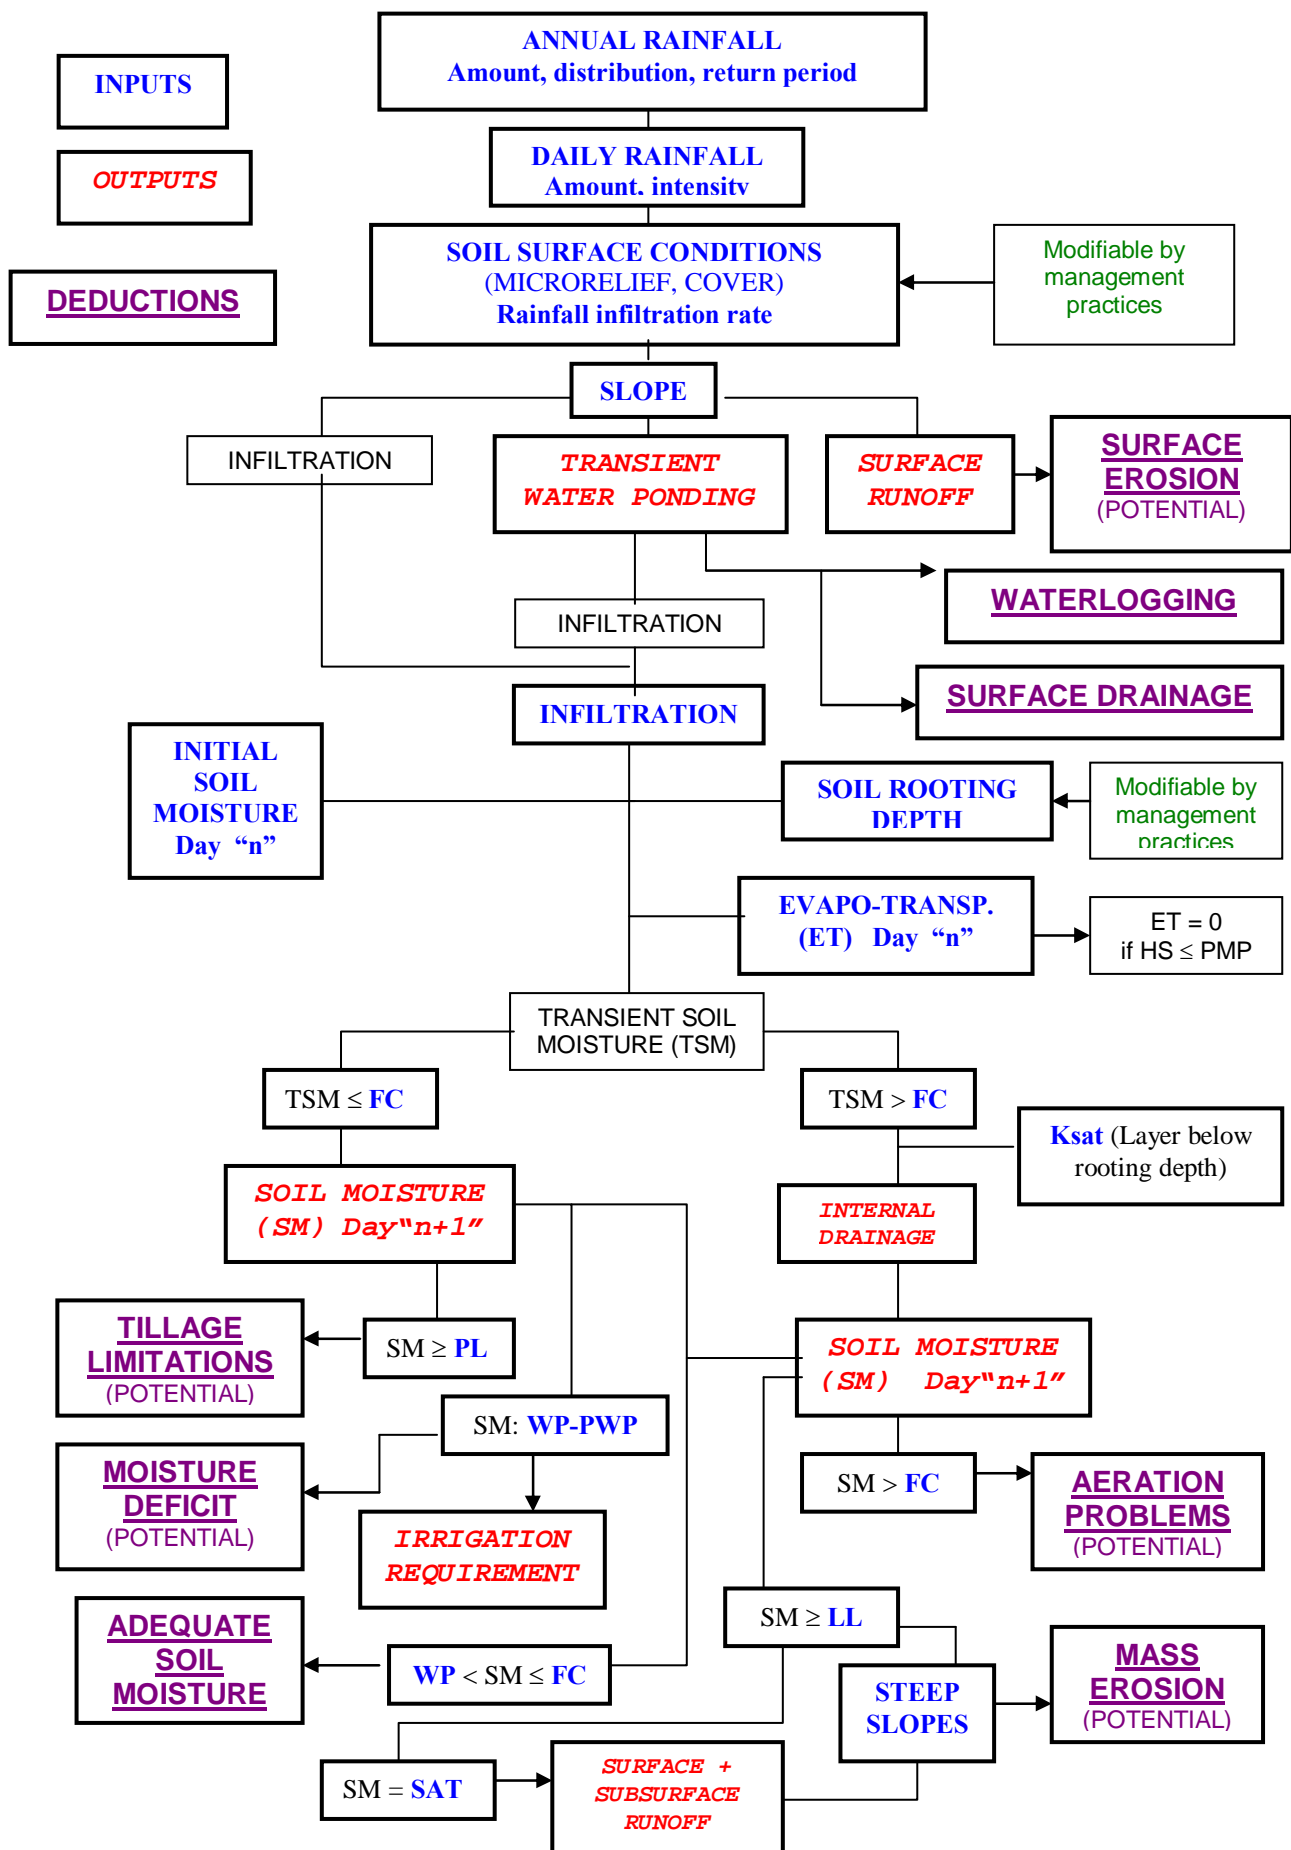 ANNUAL RAINFALL
Amount, distribution, return period
INPUTS
DAILY RAINFALL
Amount, intensity
OUTPUTS
SOIL SURFACE CONDITIONS
(MICRORELIEF, COVER)
Rainfall infiltration rate
Modifiable by
management
practices
DEDUCTIONS
SLOPE
INFILTRATION
TRANSIENT
WATER PONDING
SURFACE
RUNOFF
SURFACE
EROSION
(POTENTIAL)
WATERLOGGING
INFILTRATION
SURFACE DRAINAGE
INFILTRATION
INITIAL
SOIL
MOISTURE
Day “n”
SOIL ROOTING
DEPTH
Modifiable by
management
practices
EVAPO-TRANSP.
(ET) Day “n”
ET = 0
if HS ≤ PMP
TRANSIENT SOIL
MOISTURE (TSM)
TSM ≤ FC
TSM > FC
Ksat (Layer below
rooting depth)
SOIL MOISTURE
(SM) Day“n+1”
INTERNAL
DRAINAGE
TILLAGE
LIMITATIONS
(POTENTIAL)
SM ≥ PL
SOIL MOISTURE
(SM) Day“n+1”
SM: WP-PWP
MOISTURE
DEFICIT
(POTENTIAL)
SM > FC
AERATION
PROBLEMS
(POTENTIAL)
IRRIGATION
REQUIREMENT
SM ≥ LL
ADEQUATE
SOIL
MOISTURE
WP < SM ≤ FC
STEEP
SLOPES
MASS
EROSION
(POTENTIAL)
SM = SAT
SURFACE +
SUBSURFACE
RUNOFF